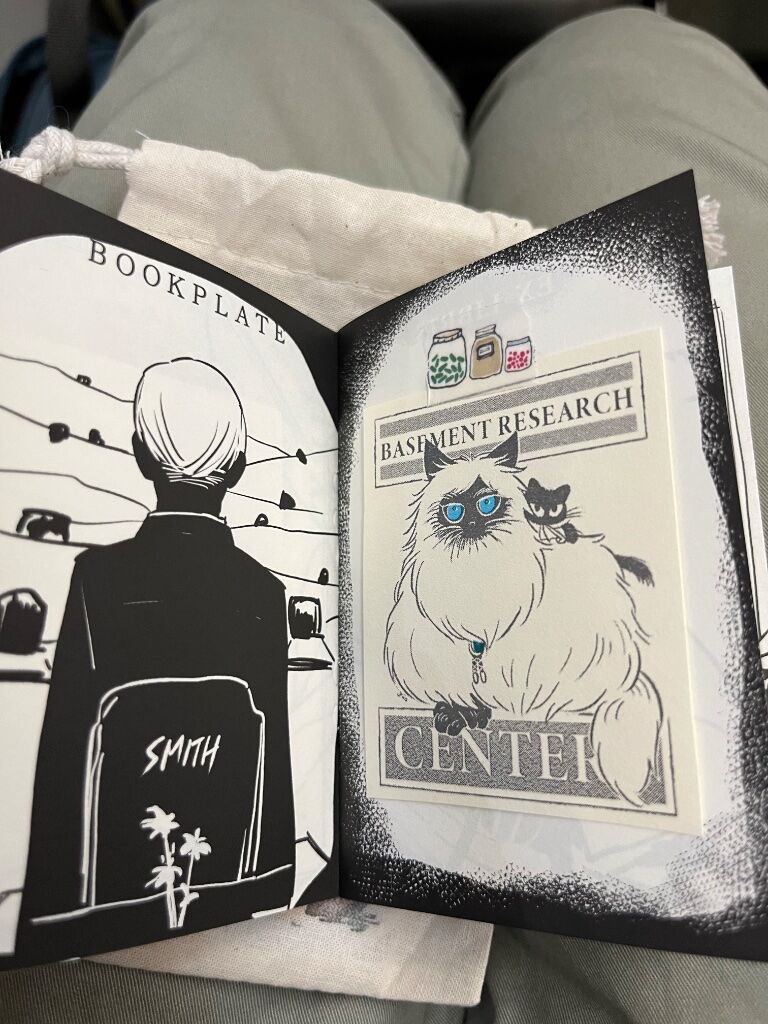 BOOKPLATE
SMITH
BASEMENT RESEARCH
CENTER